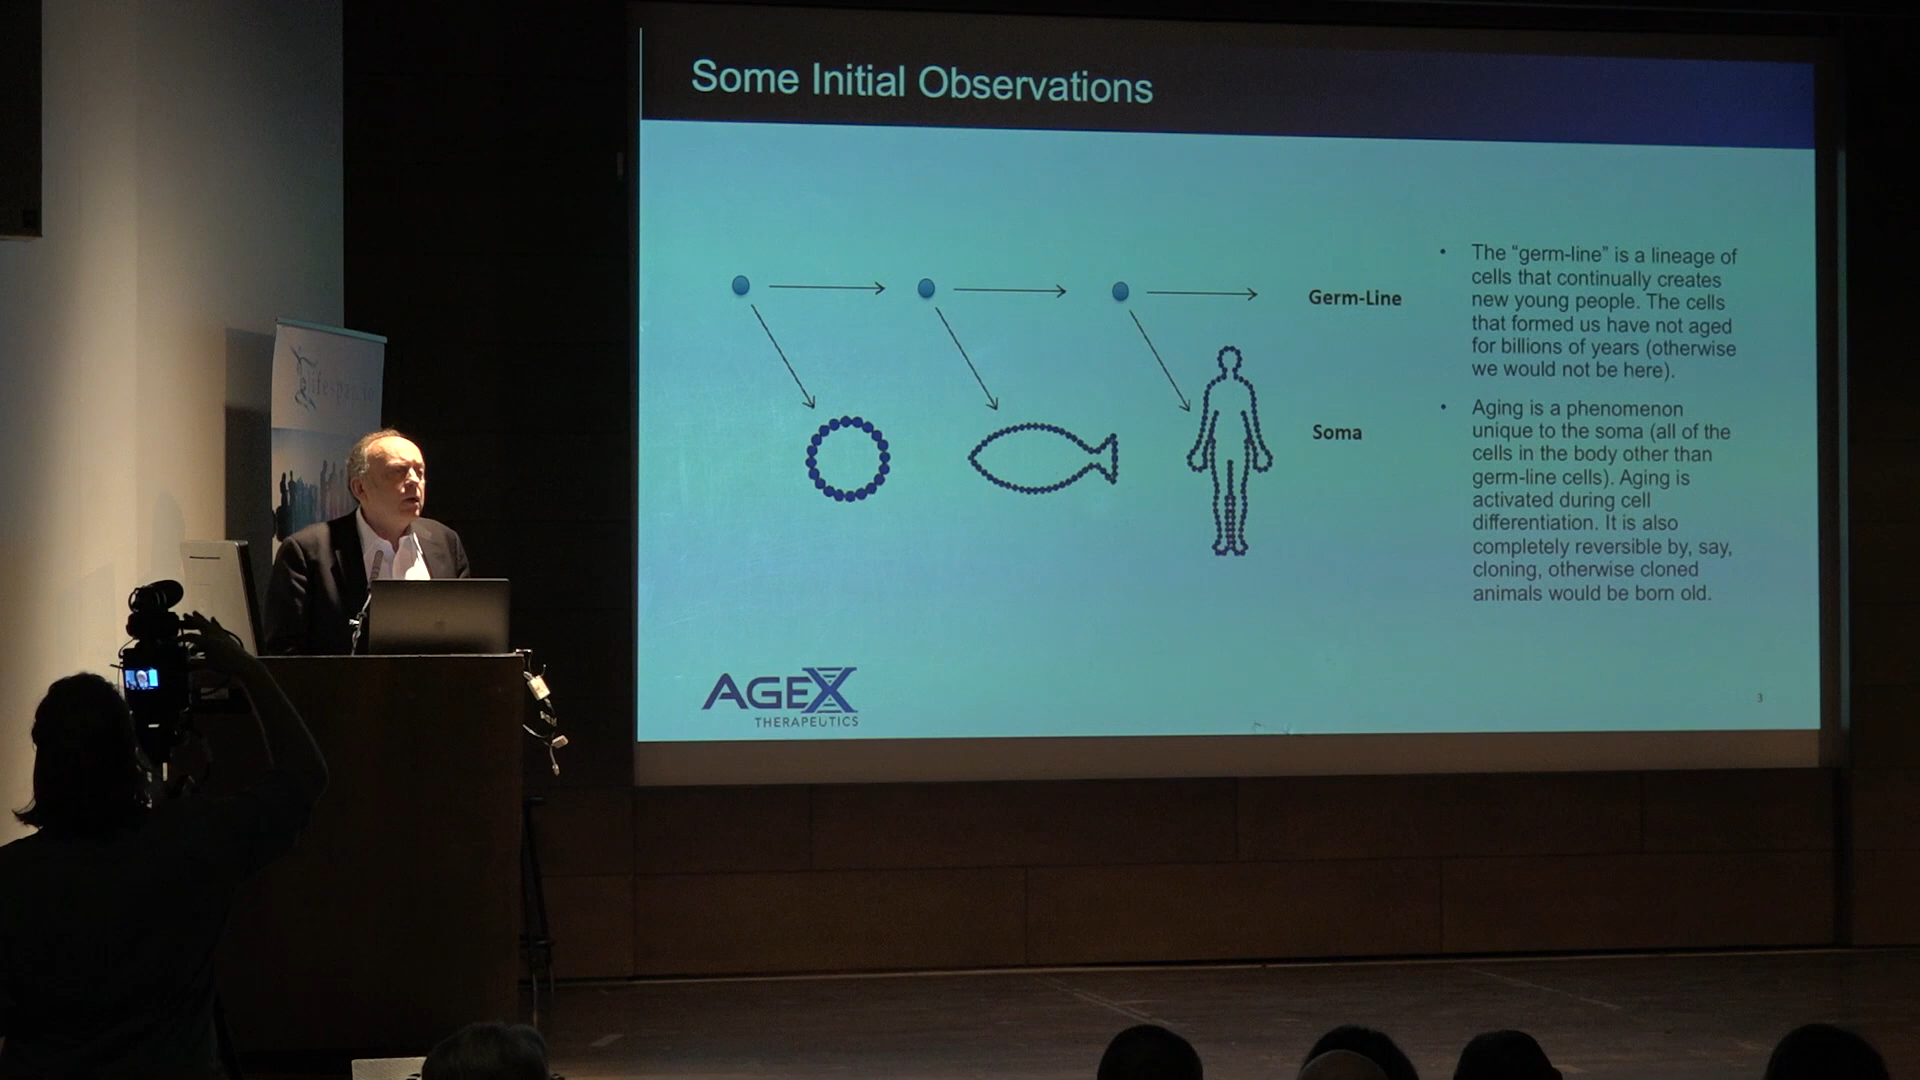 Some Initial Observations
Germ-Line
Soma
• The “germ-line” is a lineage of
cells that continually creates
new young people. The cells
that formed us have not aged
for billions of years (otherwise
we would not be here).
• Aging is a phenomenon
unique to the soma (all of the
cells in the body other than
germ-line cells). Aging is
activated during cell
differentiation. It is also
completely reversible by, say,
cloning, otherwise cloned
animals would be born old.
AGEX
THERAPEUTICS
3
lifespan.io